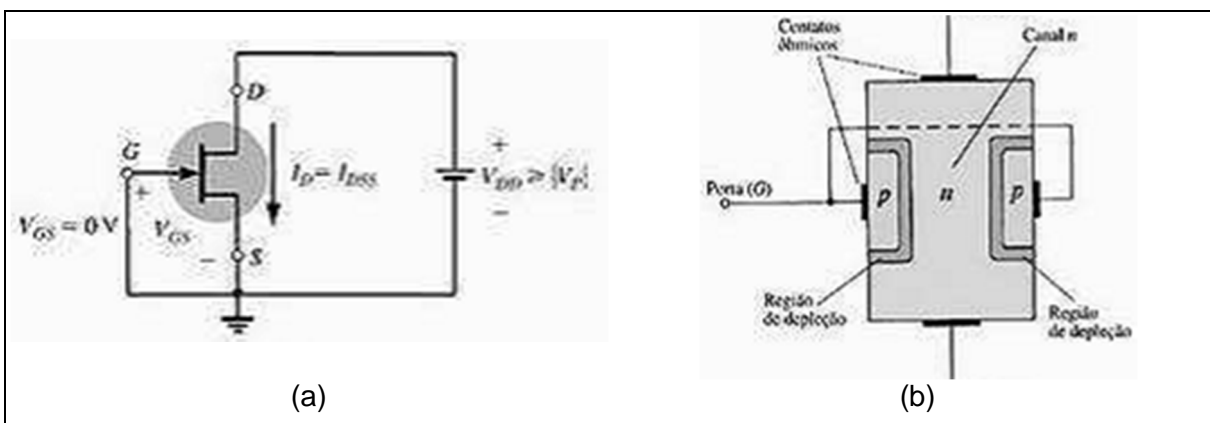 D
G
+
V_GS = 0 V
V_GS
−
S
I_D = I_DSS
+
V_DD ≥ |V_P|
−
(a)
Contatos
ôhmicos
Canal n
Porta (G)
p
n
p
Região
de depleção
Região
de depleção
(b)